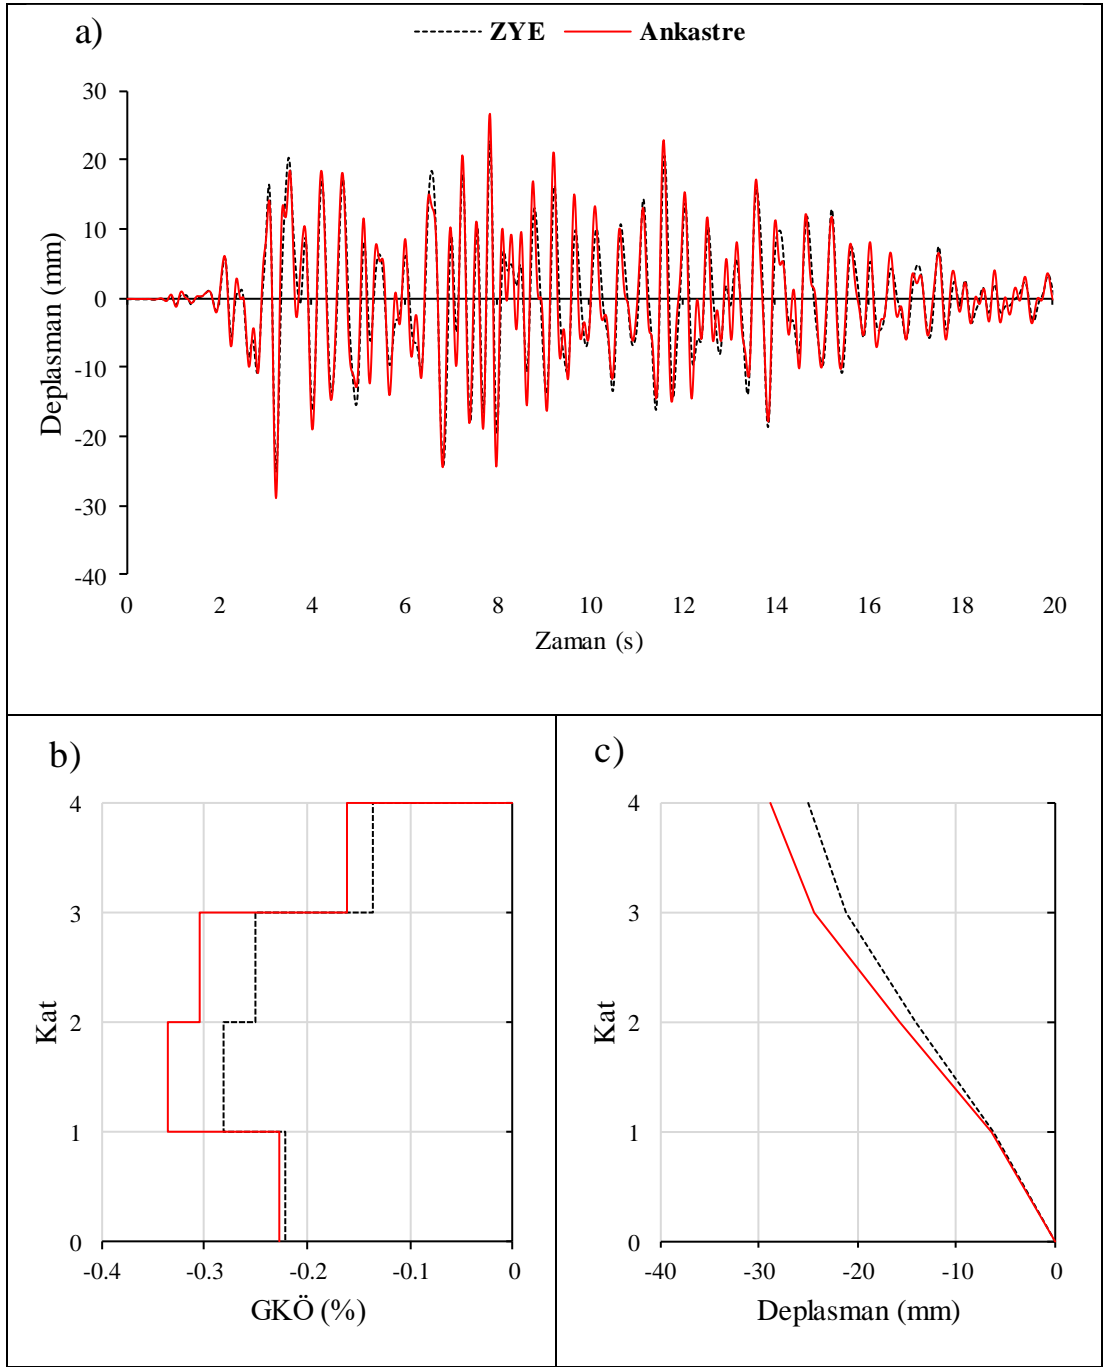 a)
ZYE Ankastre
30
20
10
0
-10
-20
-30
-40
Deplasman (mm)
0 2 4 6 8 10 12 14 16 18 20
Zaman (s)
b)
4
3
2
1
0
Kat
-0.4 -0.3 -0.2 -0.1 0
GKÖ (%)
c)
4
3
2
1
0
Kat
-40 -30 -20 -10 0
Deplasman (mm)